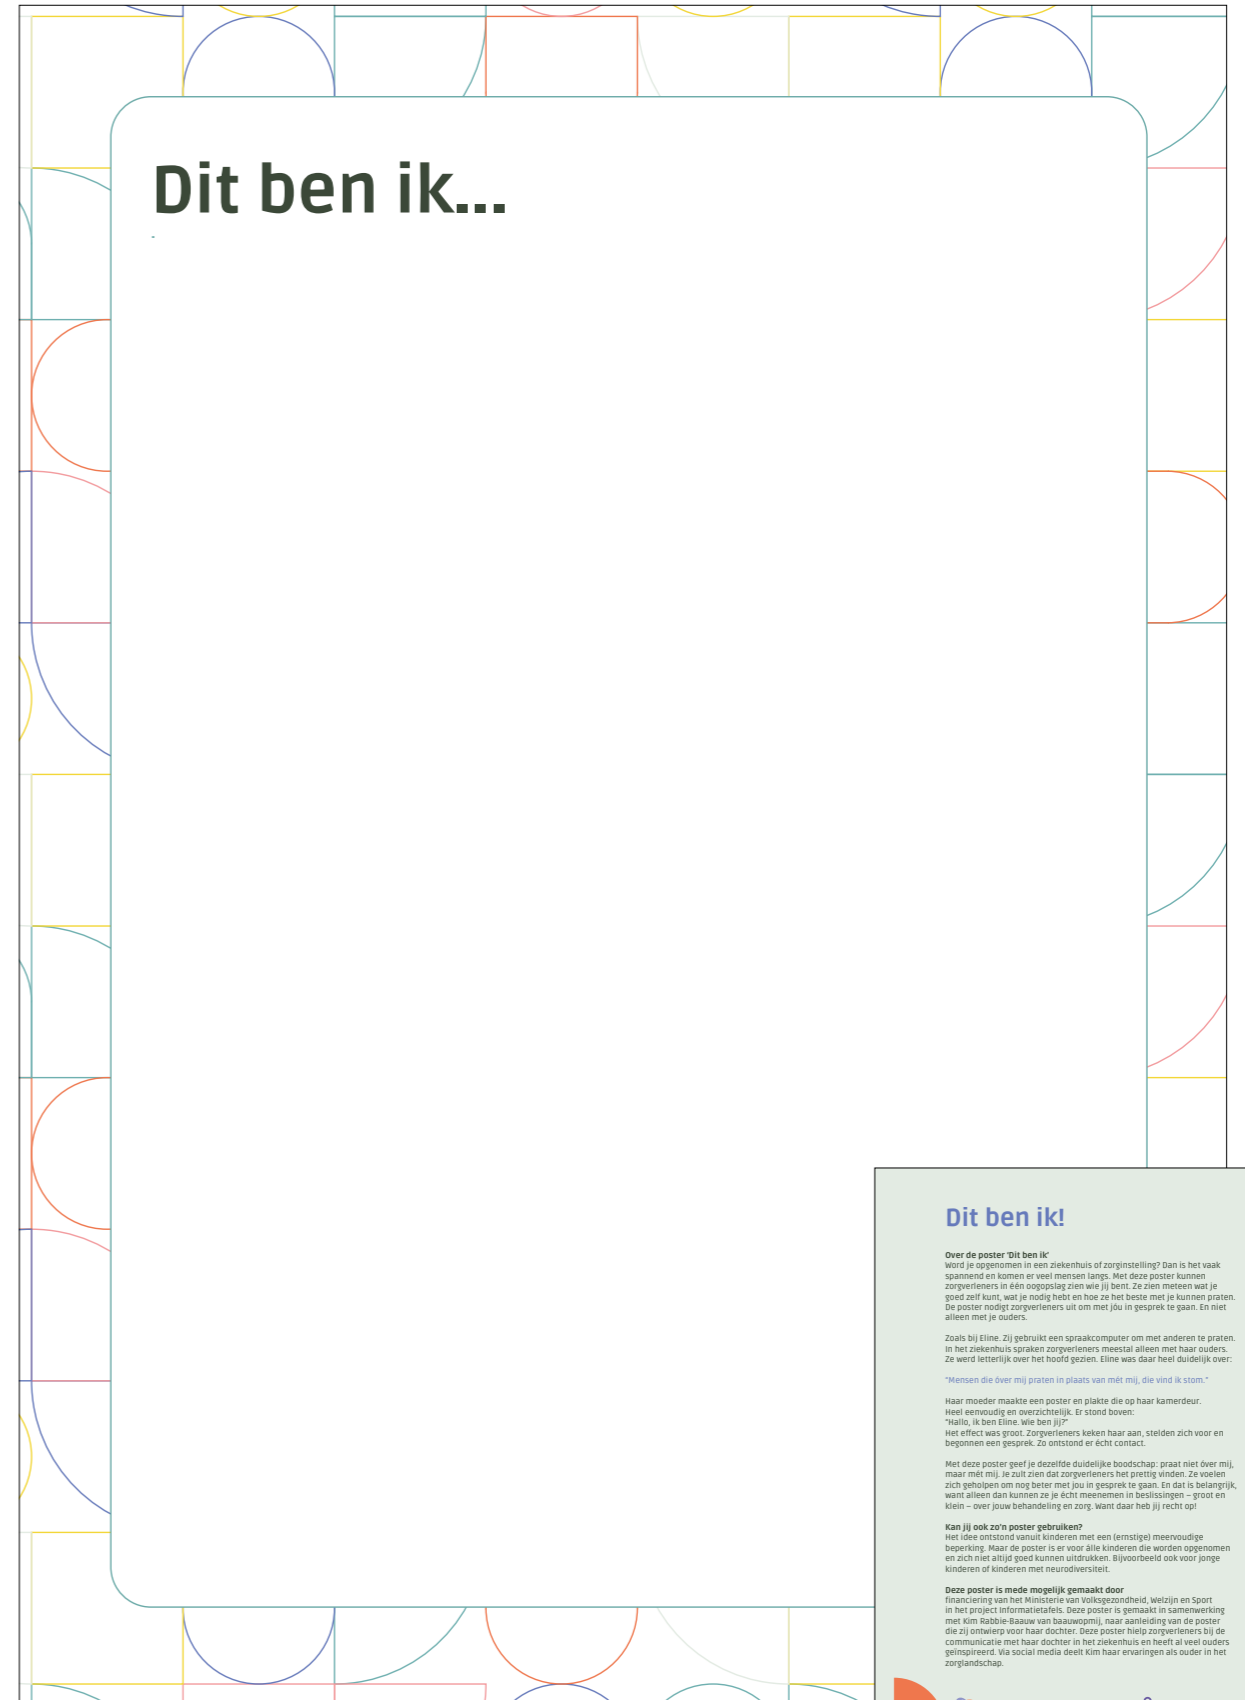 Dit ben ik...
-
Dit ben ik!
Over de poster 'Dit ben ik'
Word je opgenomen in een ziekenhuis of zorginstelling? Dan is het vaak
spannend en komen er veel mensen langs. Met deze poster kunnen
zorgverleners in één oogopslag zien wie jij bent. Ze zien meteen wat je
goed zelf kunt, wat je nodig hebt en hoe ze het beste met je kunnen praten.
De poster nodigt zorgverleners uit om met jóu in gesprek te gaan. En niet
alleen met je ouders.
Zoals bij Eline. Zij gebruikt een spraakcomputer om met anderen te praten.
In het ziekenhuis spraken zorgverleners meestal alleen met haar ouders.
Ze werd letterlijk over het hoofd gezien. Eline was daar heel duidelijk over:
"Mensen die óver mij praten in plaats van mét mij, die vind ik stom."
Haar moeder maakte een poster en plakte die op haar kamerdeur.
Heel eenvoudig en overzichtelijk. Er stond boven:
"Hallo, ik ben Eline. Wie ben jij?"
Het effect was groot. Zorgverleners keken haar aan, stelden zich voor en
begonnen een gesprek. Zo ontstond er écht contact.
Met deze poster geef je dezelfde duidelijke boodschap: praat niet óver mij,
maar mét mij. Je zult zien dat zorgverleners het prettig vinden. Ze voelen
zich geholpen om nog beter met jou in gesprek te gaan. En dat is belangrijk,
want alleen dan kunnen ze je écht meenemen in beslissingen – groot en
klein – over jouw behandeling en zorg. Want daar heb jij recht op!
Kan jij ook zo'n poster gebruiken?
Het idee ontstond vanuit kinderen met een (ernstige) meervoudige
beperking. Maar de poster is er voor álle kinderen die worden opgenomen
en zich niet altijd goed kunnen uitdrukken. Bijvoorbeeld ook voor jonge
kinderen of kinderen met neurodiversiteit.
Deze poster is mede mogelijk gemaakt door
financiering van het Ministerie van Volksgezondheid, Welzijn en Sport
in het project Informatietafels. Deze poster is gemaakt in samenwerking
met Kim Rabbie-Baauw van baauwopmij, naar aanleiding van de poster
die zij ontwierp voor haar dochter. Deze poster hielp zorgverleners bij de
communicatie met haar dochter in het ziekenhuis en heeft al veel ouders
geïnspireerd. Via social media deelt Kim haar ervaringen als ouder in het
zorglandschap.